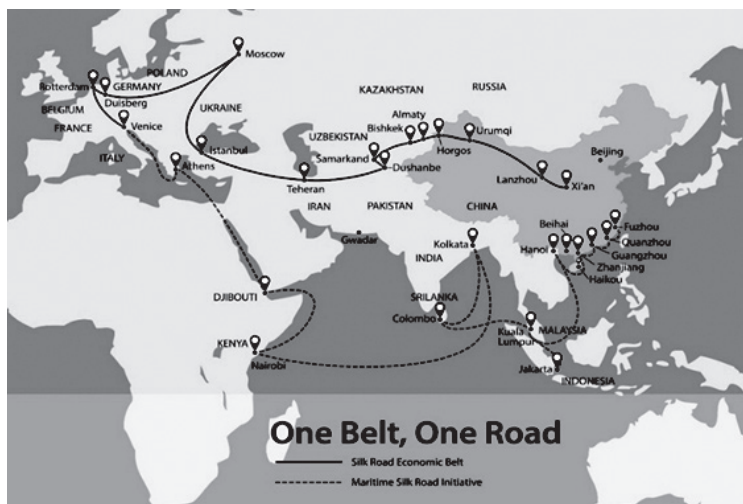 Moscow
POLAND
Rotterdam
GERMANY
Duisberg
BELGIUM
FRANCE
Venice
UKRAINE
ITALY
Istanbul
Athens
KAZAKHSTAN
RUSSIA
Almaty
Bishkek
UZBEKISTAN
Horgos
Urumqi
Samarkand
Dushanbe
Beijing
Teheran
Lanzhou
Xi'an
IRAN
PAKISTAN
CHINA
Gwadar
Kolkata
INDIA
Beihai
Hanoi
Fuzhou
Quanzhou
Guangzhou
Zhanjiang
Haikou
DJIBOUTI
SRILANKA
Colombo
KENYA
Nairobi
Kuala
Lumpur
MALAYSIA
Jakarta
INDONESIA
One Belt, One Road
Silk Road Economic Belt
Maritime Silk Road Initiative